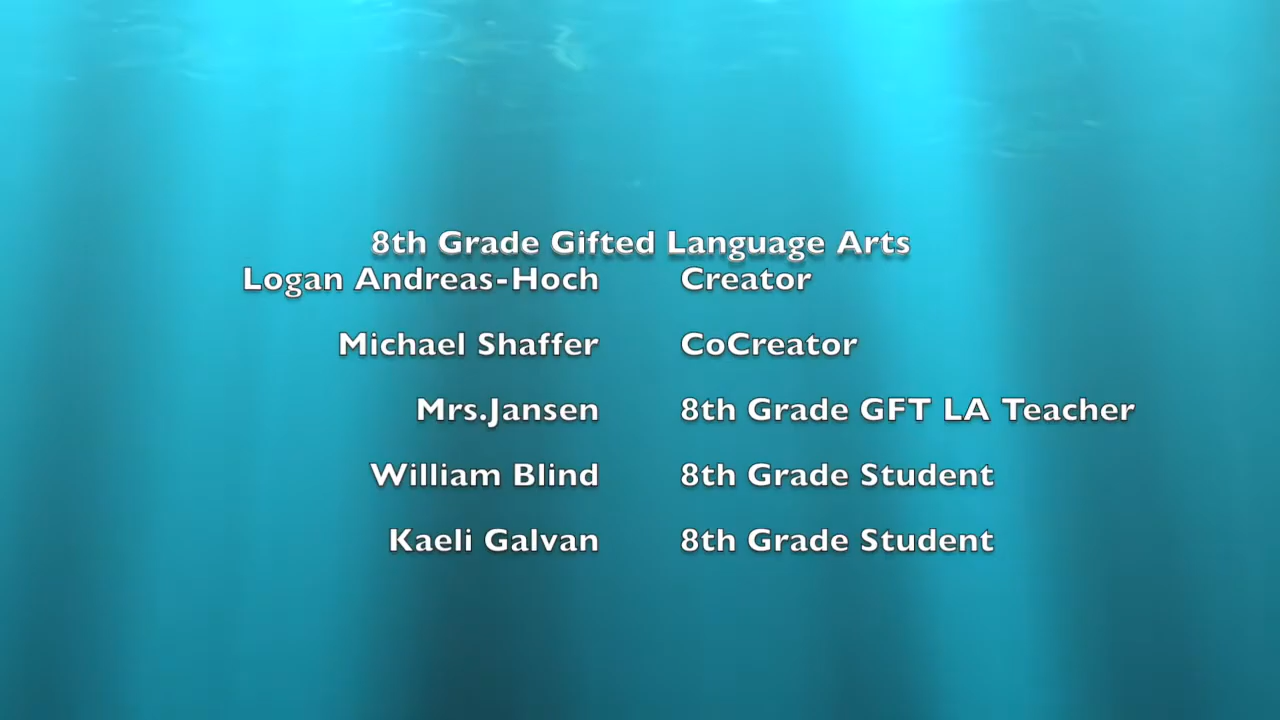 8th Grade Gifted Language Arts
Logan Andreas-Hoch Creator
Michael Shaffer CoCreator
Mrs.Jansen 8th Grade GFT LA Teacher
William Blind 8th Grade Student
Kaeli Galvan 8th Grade Student